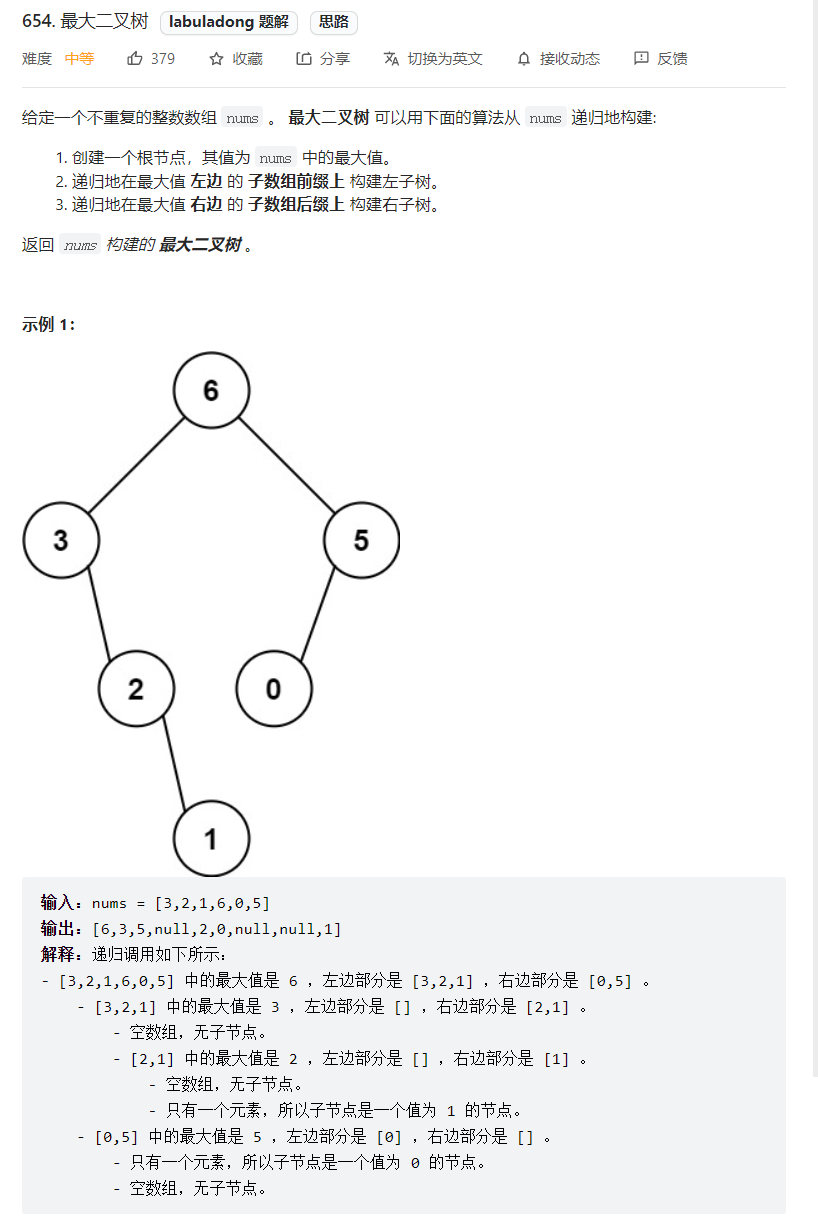 654. 最大二叉树 labuladong 题解 思路
难度 中等 379 收藏 分享 切换为英文 接收动态 反馈
给定一个不重复的整数数组 nums 。 最大二叉树 可以用下面的算法从 nums 递归地构建:
1. 创建一个根节点，其值为 nums 中的最大值。
2. 递归地在最大值 左边 的 子数组前缀上 构建左子树。
3. 递归地在最大值 右边 的 子数组后缀上 构建右子树。
返回 nums 构建的 最大二叉树 。
示例 1：
6
3 5
2 0
1
输入：nums = [3,2,1,6,0,5]
输出：[6,3,5,null,2,0,null,null,1]
解释：递归调用如下所示：
- [3,2,1,6,0,5] 中的最大值是 6 ，左边部分是 [3,2,1] ，右边部分是 [0,5] 。
- [3,2,1] 中的最大值是 3 ，左边部分是 [] ，右边部分是 [2,1] 。
- 空数组，无子节点。
- [2,1] 中的最大值是 2 ，左边部分是 [] ，右边部分是 [1] 。
- 空数组，无子节点。
- 只有一个元素，所以子节点是一个值为 1 的节点。
- [0,5] 中的最大值是 5 ，左边部分是 [0] ，右边部分是 [] 。
- 只有一个元素，所以子节点是一个值为 0 的节点。
- 空数组，无子节点。